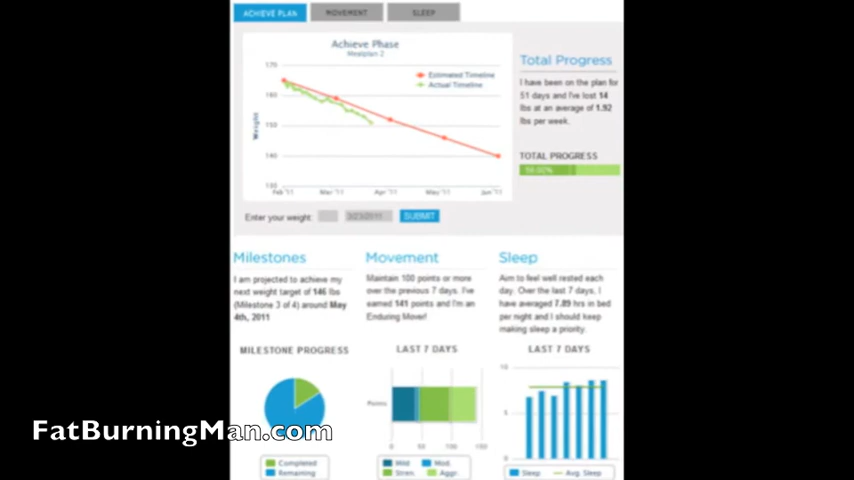 ACHIEVE PLAN MOVEMENT SLEEP
Achieve Phase
Mealplan 2
170
160
150
140
130
Weight
Estimated Timeline
Actual Timeline
Feb '11 Mar '11 Apr '11 May '11 Jun '11
Enter your weight: 3/23/2011 SUBMIT
Total Progress
I have been on the plan for
51 days and I've lost 14
lbs at an average of 1.92
lbs per week.
TOTAL PROGRESS
Milestones
I am projected to achieve my
next weight target of 146 lbs
(Milestone 3 of 4) around May
4th, 2011
MILESTONE PROGRESS
Completed
Remaining
Movement
Maintain 100 points or more
over the previous 7 days. I've
earned 141 points and I'm an
Enduring Mover!
LAST 7 DAYS
Points
0 50 100 150
Mild Mod.
Stren. Aggr.
Sleep
Aim to feel well rested each
day. Over the last 7 days, I
have averaged 7.89 hrs in bed
per night and I should keep
making sleep a priority.
LAST 7 DAYS
10
5
0
Sleep Avg. Sleep
FatBurningMan.com